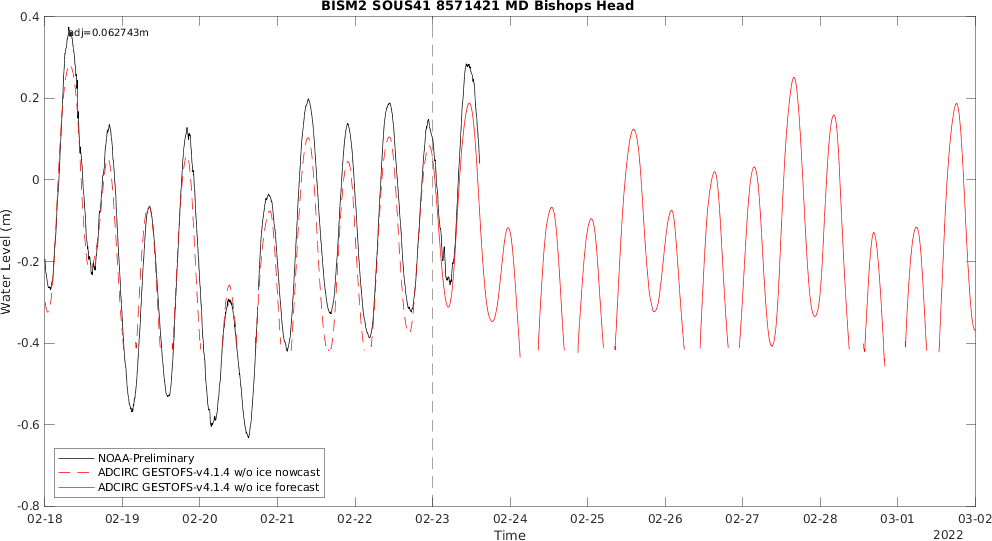 BISM2 SOUS41 8571421 MD Bishops Head
adj=0.062743m
0.4
0.2
0
-0.2
-0.4
-0.6
-0.8
Water Level (m)
NOAA-Preliminary
ADCIRC GESTOFS-v4.1.4 w/o ice nowcast
ADCIRC GESTOFS-v4.1.4 w/o ice forecast
02-18 02-19 02-20 02-21 02-22 02-23 02-24 02-25 02-26 02-27 02-28 03-01 03-02
Time
2022